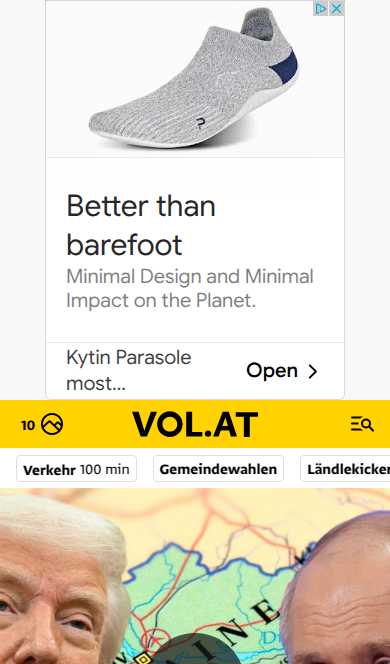 Better than
barefoot
Minimal Design and Minimal
Impact on the Planet.
Kytin Parasole
most...
Open
10
VOL.AT
Verkehr 100 min
Gemeindewahlen
Ländlekicker
AINE